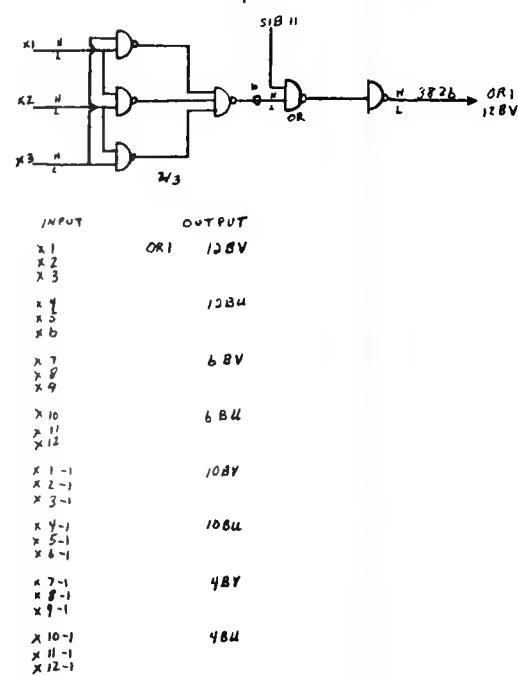 SIB 11
X1 N L
X2 N L
X3 N L
2/3
N L
OR
N 3826 L
OR1
12BV
INPUT OUTPUT
X1 OR1 12BV
X2
X3
X4 12BU
X5
X6
X7 6BV
X8
X9
X10 6BU
X11
X12
X1-1 10BV
X2-1
X3-1
X4-1 10BU
X5-1
X6-1
X7-1 4BV
X8-1
X9-1
X10-1 4BU
X11-1
X12-1